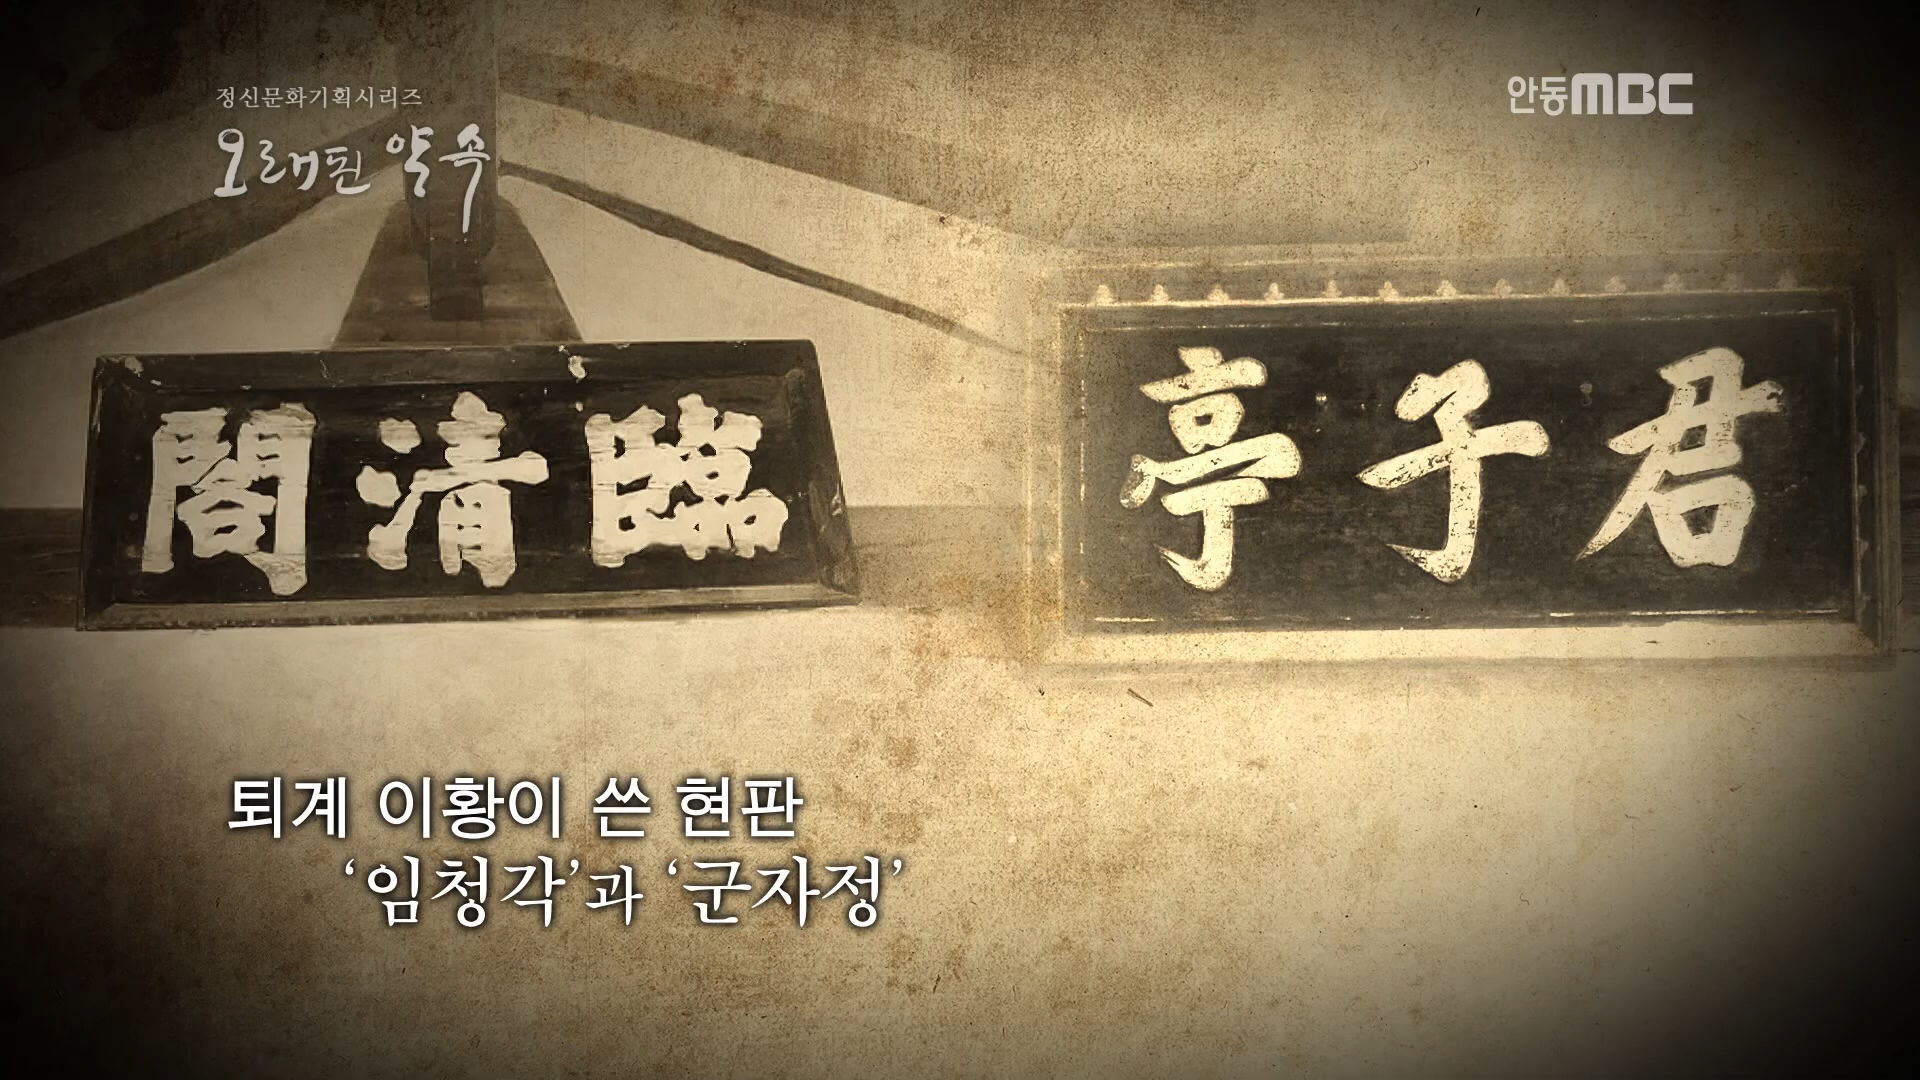 정신문화기획시리즈
오래된 약속
안동MBC
閣清臨
亭子君
퇴계 이황이 쓴 현판
‘임청각’과 ‘군자정’